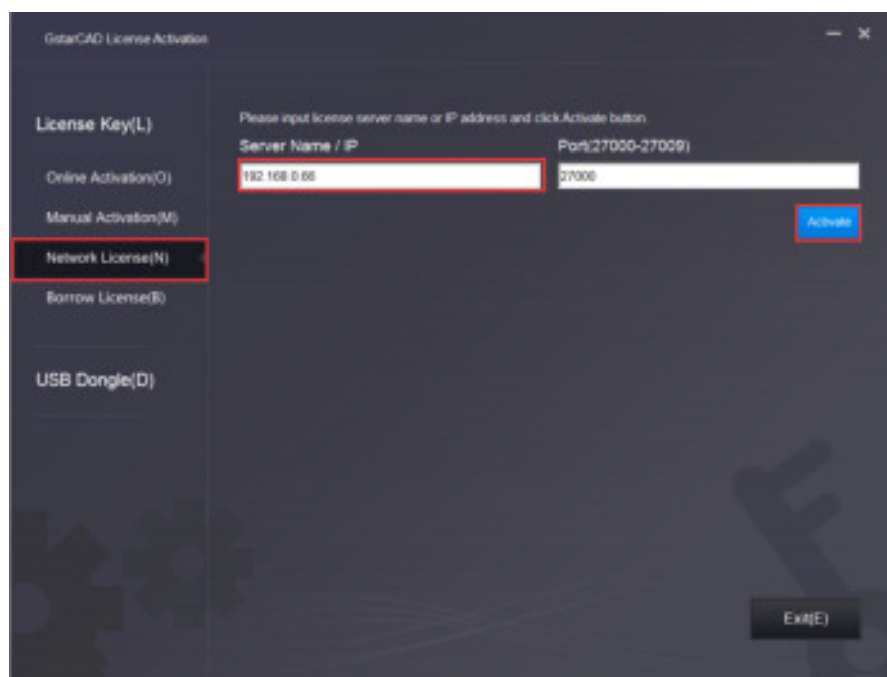 GstarCAD License Activation
License Key(L)
Online Activation(O)
Manual Activation(M)
Network License(N)
Borrow License(B)
USB Dongle(D)
Please input license server name or IP address and click Activate button.
Server Name / IP
Port(27000-27009)
192.168.0.66
27000
Activate
Exit(E)